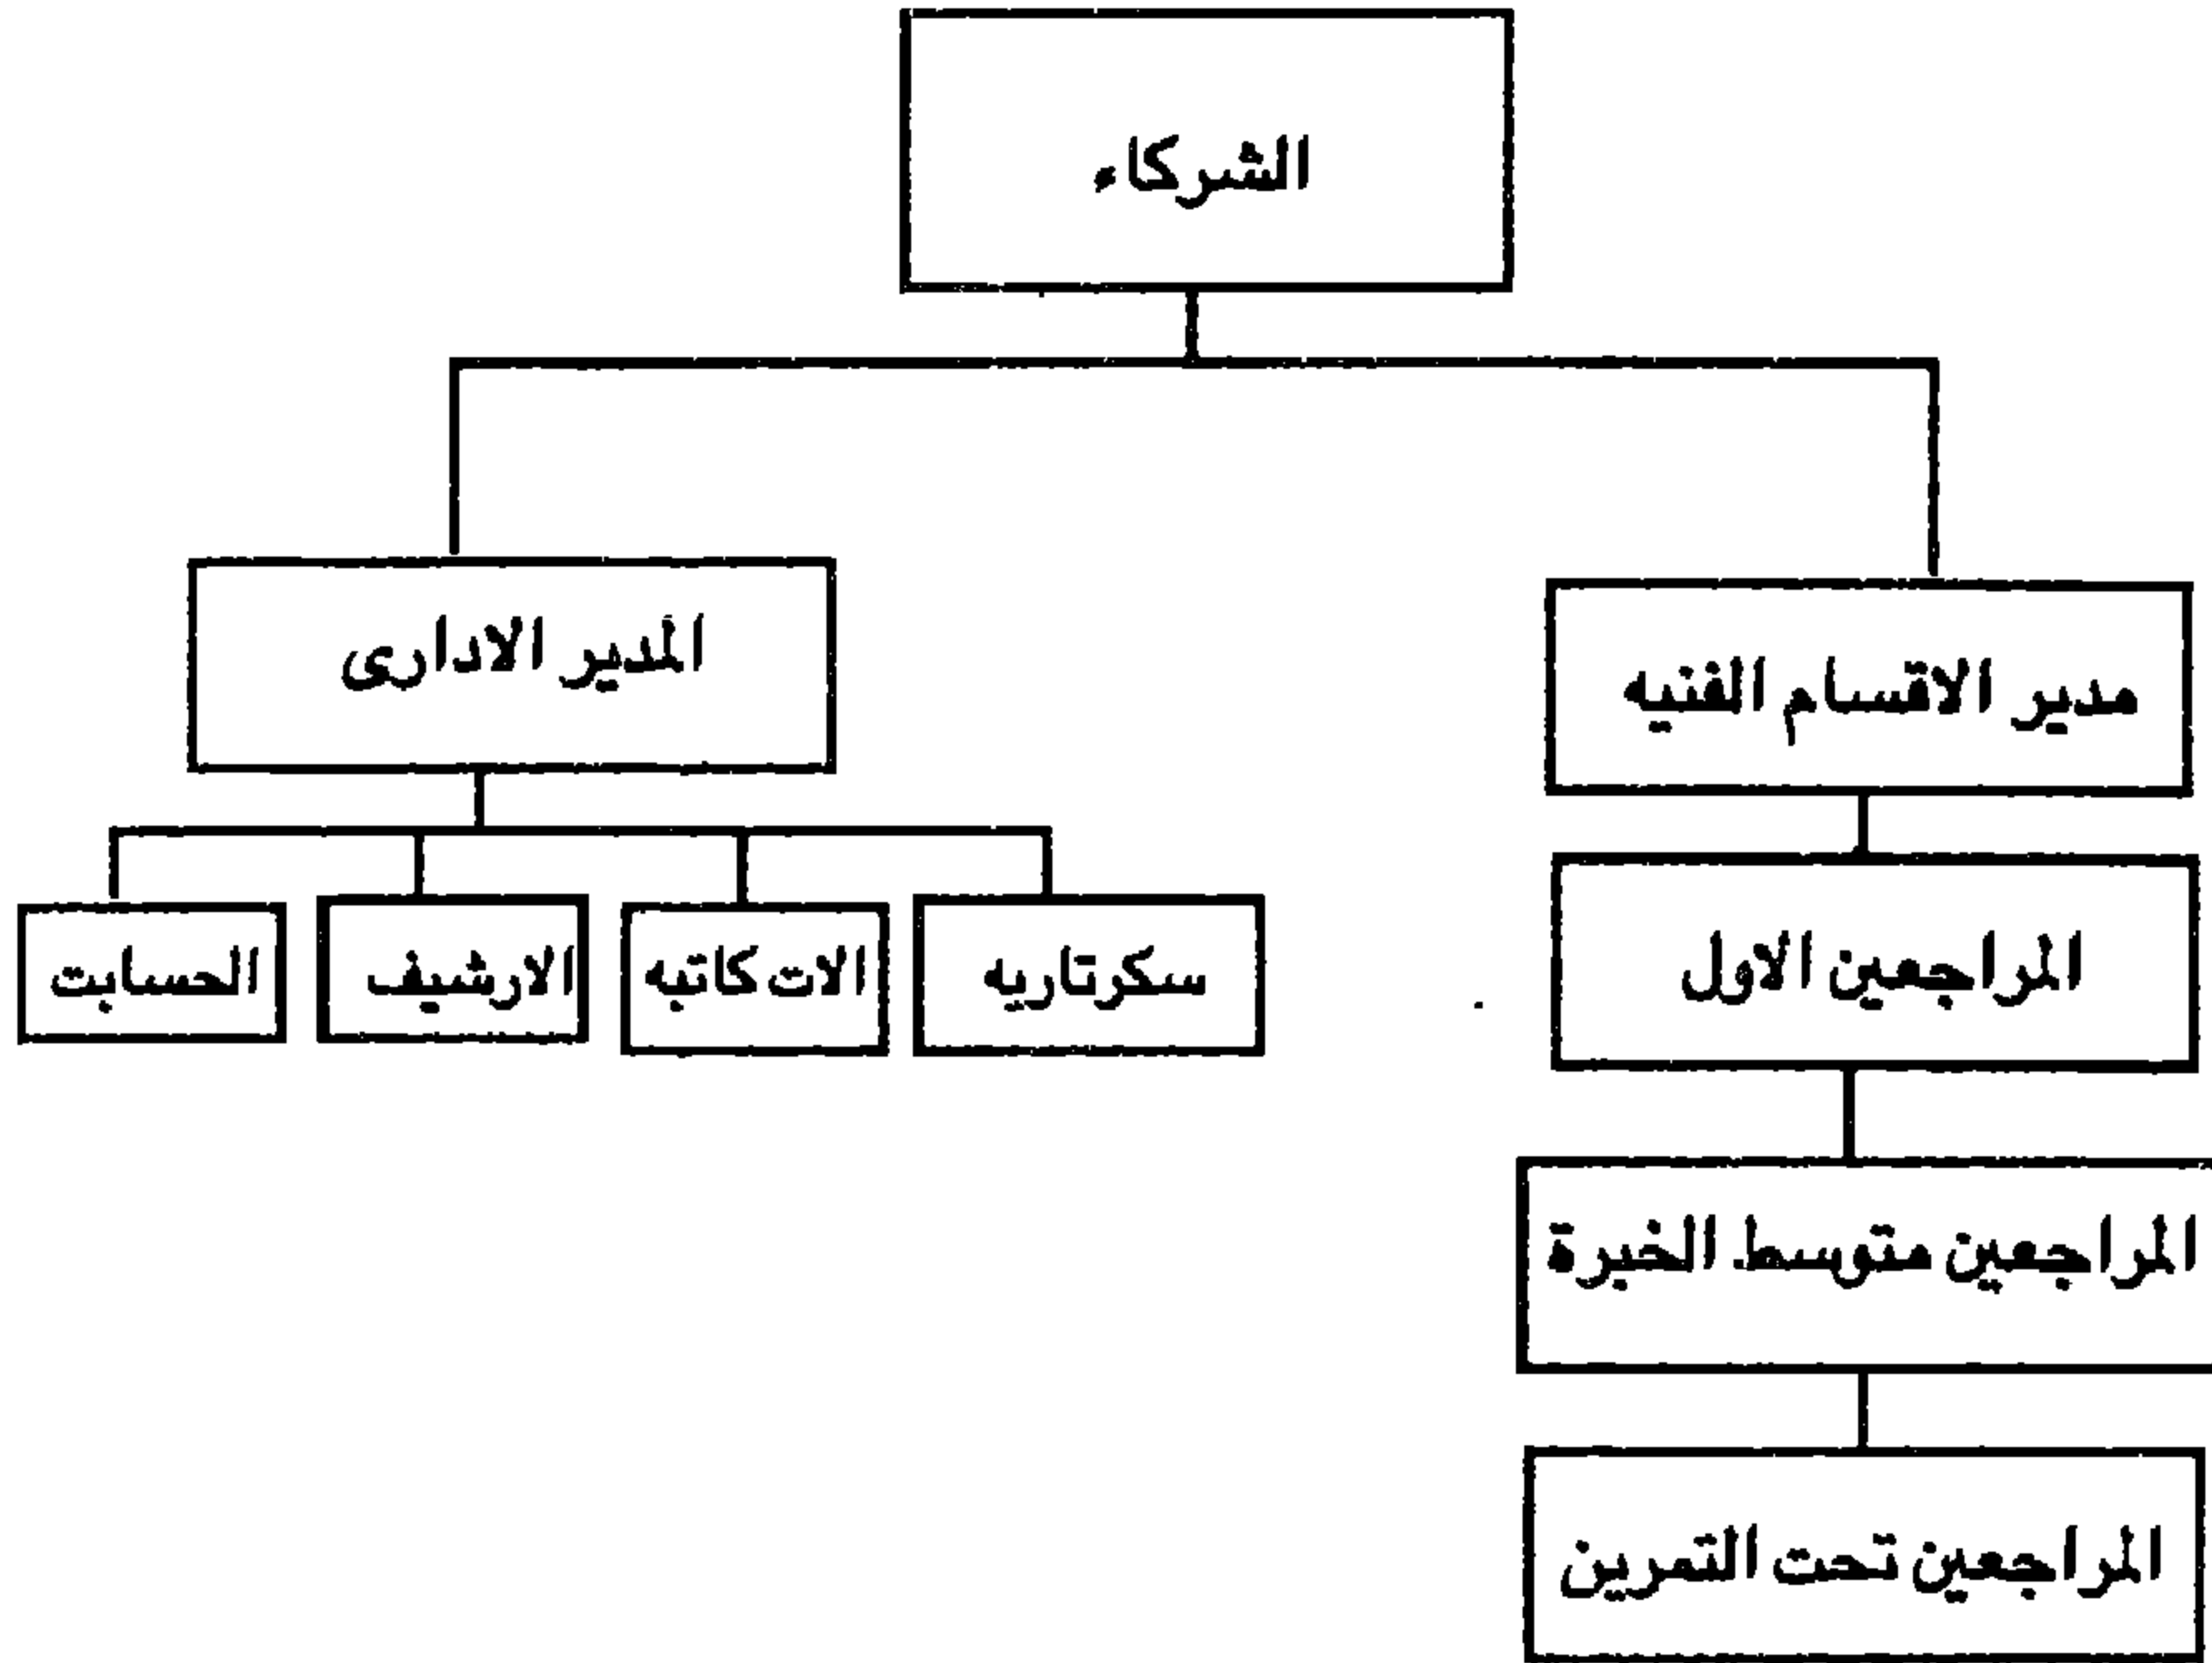 الشركاء
مدير الاقسام الفنيه
المدير الادارى
المراجعين الاول
سكرتاريه
الات كاتبه
الارشيف
الحسابت
المراجعين متوسط الخبرة
المراجعين تحت التمرين